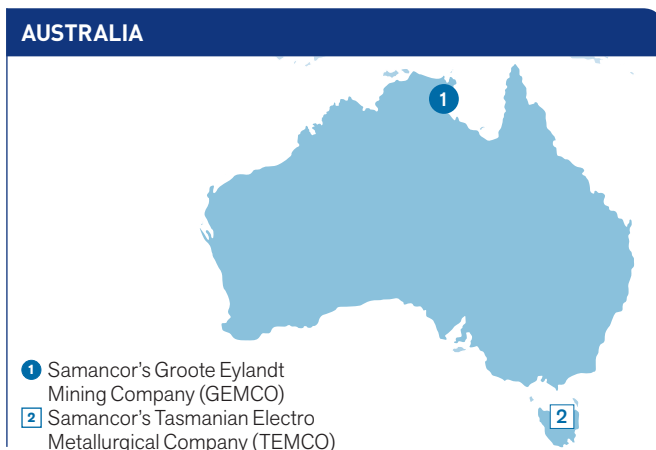 AUSTRALIA
1
1 Samancor's Groote Eylandt
Mining Company (GEMCO)
2 Samancor's Tasmanian Electro
Metallurgical Company (TEMCO)
2